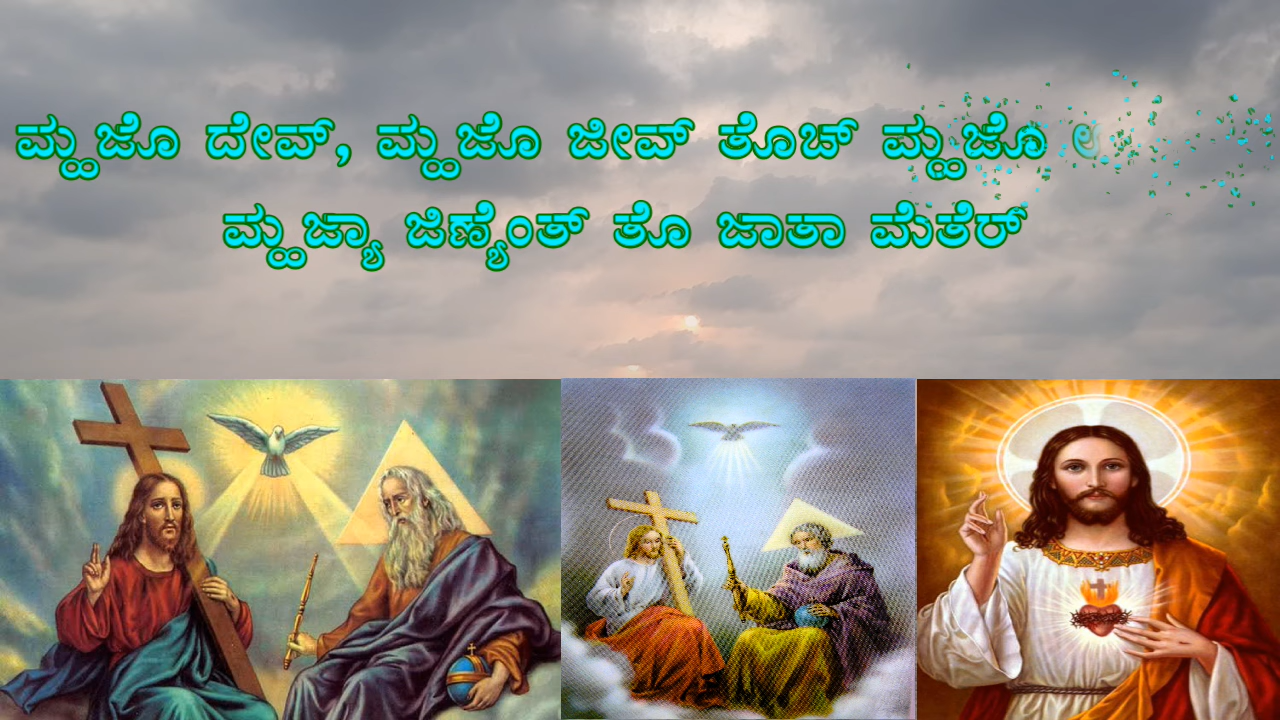 ಮ್ಹಜೊ ದೇವ್, ಮ್ಹಜೊ ಜೀವ್ ತೊಚ್ ಮ್ಹಜೊ
ಮ್ಹಜ್ಯಾ ಜಿಣ್ಯೆಂತ್ ತೊ ಜಾತಾ ಮೆತೆರ್